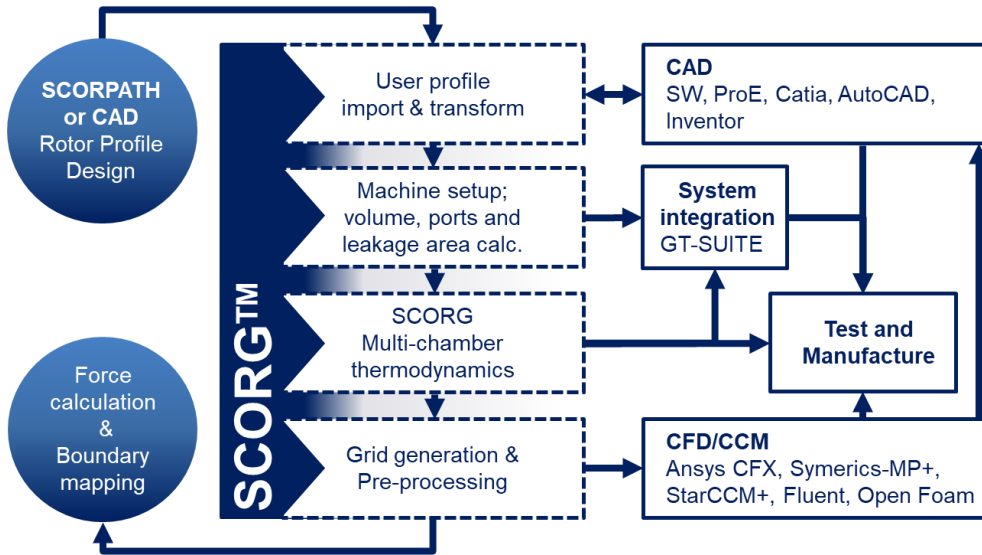 SCORPATH
or CAD
Rotor Profile
Design
Force
calculation
&
Boundary
mapping
SCORG™
User profile
import & transform
Machine setup;
volume, ports and
leakage area calc.
SCORG
Multi-chamber
thermodynamics
Grid generation &
Pre-processing
CAD
SW, ProE, Catia, AutoCAD,
Inventor
System
integration
GT-SUITE
Test and
Manufacture
CFD/CCM
Ansys CFX, Symerics-MP+,
StarCCM+, Fluent, Open Foam